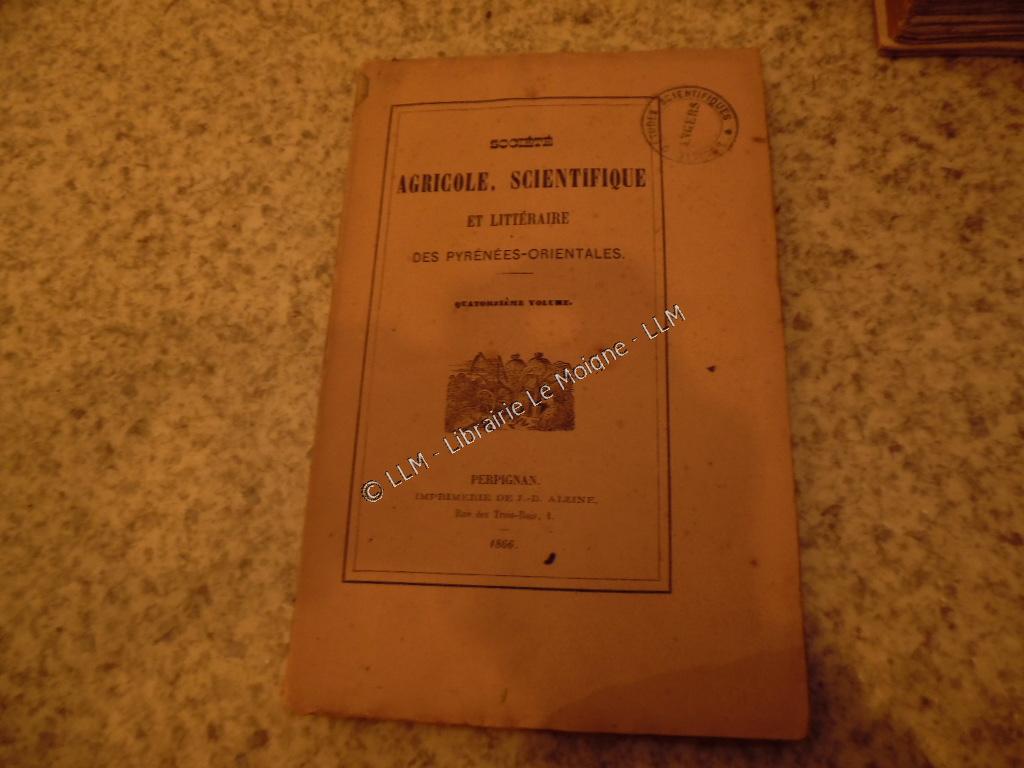 SOCIÉTÉ
AGRICOLE, SCIENTIFIQUE
ET LITTÉRAIRE
DES PYRÉNÉES-ORIENTALES.
QUATORZIÈME VOLUME.
PERPIGNAN.
IMPRIMERIE DE J.-B. ALZINE,
Rue des Trois-Rois, 1.
1866.
SCIENTIFIQUES
ANGERS
© LLM - Librairie Le Moigne - LLM